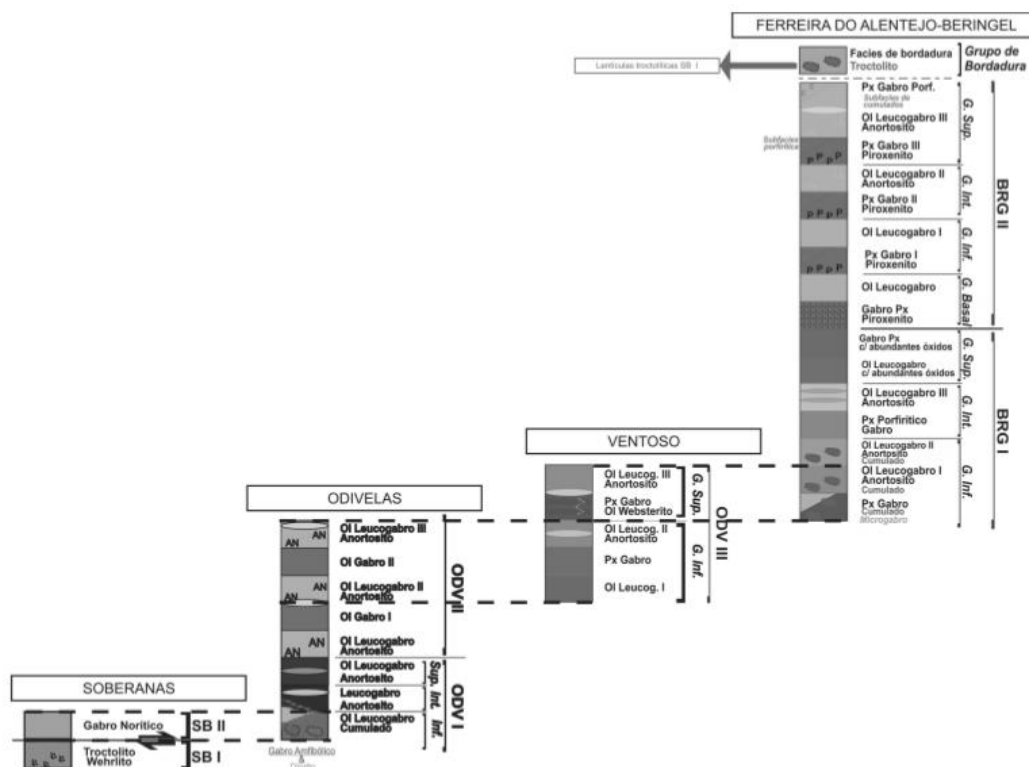 FERREIRA DO ALENTEJO-BERINGEL
Lentículas troctolíticas SB I
Facies de bordadura
Troctolito
Grupo de
Bordadura
Px Gabro Porf.
Subfacies de
cumulados
Ol Leucogabro III
Anortosito
Subfacies
porfirítica
Px Gabro III
Piroxenito
P P P P
G. Sup.
Ol Leucogabro II
Anortosito
Px Gabro II
Piroxenito
P P P P
G. Int.
Ol Leucogabro I
Px Gabro I
Piroxenito
P P P P
G. Inf.
Ol Leucogabro
Gabro Px
Piroxenito
G. Basal
BRG II
Gabro Px
c/ abundantes óxidos
Ol Leucogabro
c/ abundantes óxidos
G. Sup.
Ol Leucogabro III
Anortosito
Px Porfirítico
Gabro
G. Int.
Ol Leucogabro II
Anortosito
Cumulado
Ol Leucogabro I
Anortosito
Cumulado
Px Gabro
Cumulado
Microgabro
G. Inf.
BRG I
VENTOSO
Ol Leucog. III
Anortosito
Px Gabro
Ol Websterito
G. Sup.
Ol Leucog. II
Anortosito
Px Gabro
Ol Leucog. I
G. Inf.
ODV III
ODIVELAS
Ol Leucogabro III
Anortosito
AN AN
Ol Gabro II
AN
Ol Leucogabro II
Anortosito
AN
Ol Gabro I
AN AN
Ol Leucogabro
Anortosito
ODV II
Ol Leucogabro
Anortosito
Sup.
Leucogabro
Anortosito
Int.
Ol Leucogabro
Cumulado
Inf.
ODV I
Gabro Anfibólico
&
SOBERANAS
Gabro Norítico
SB II
Troctolito
Wehrlito
SB I